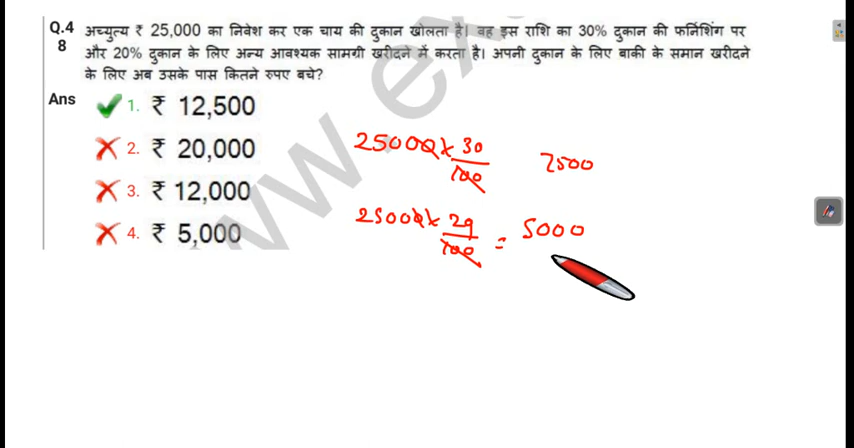 Q.4 अच्युत्य ₹ 25,000 का निवेश कर एक चाय की दुकान खोलता है। वह इस राशि का 30% दुकान की फर्निशिंग पर
8 और 20% दुकान के लिए अन्य आवश्यक सामग्री खरीदने में करता है। अपनी दुकान के लिए बाकी के समान खरीदने
के लिए अब उसके पास कितने रुपए बचे?
Ans 1. ₹ 12,500
2. ₹ 20,000
3. ₹ 12,000
4. ₹ 5,000
25000 x 30
100
7500
25000 x 20
100
= 5000